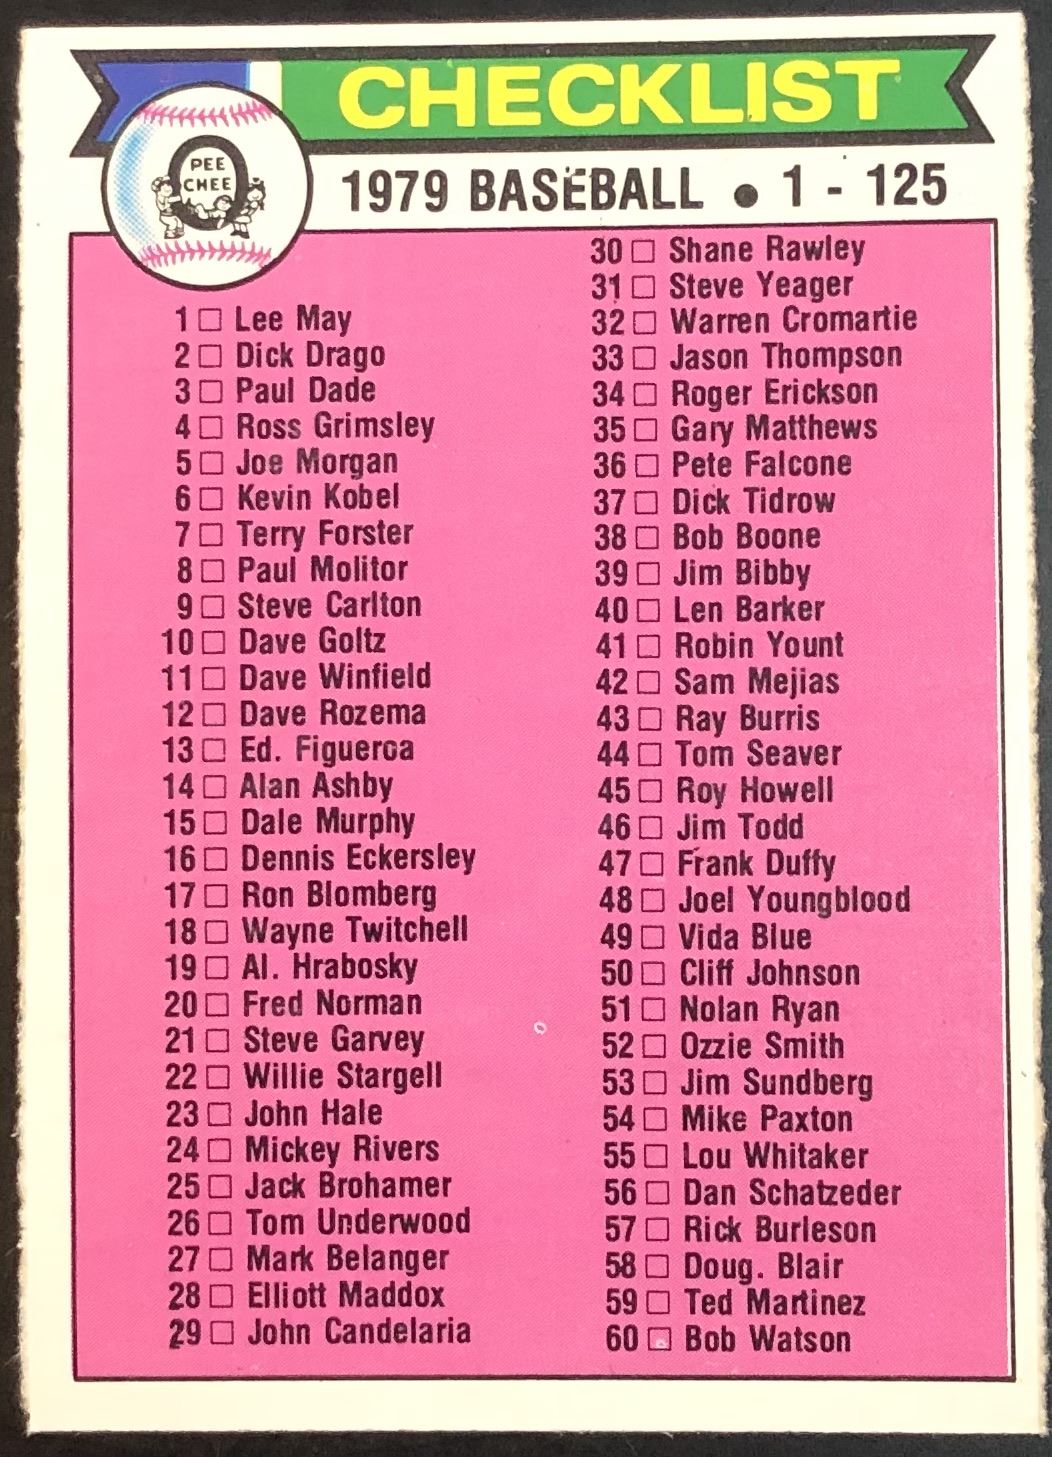 CHECKLIST
O
PEE
CHEE
1979 BASEBALL • 1 - 125
1 □ Lee May
2 □ Dick Drago
3 □ Paul Dade
4 □ Ross Grimsley
5 □ Joe Morgan
6 □ Kevin Kobel
7 □ Terry Forster
8 □ Paul Molitor
9 □ Steve Carlton
10 □ Dave Goltz
11 □ Dave Winfield
12 □ Dave Rozema
13 □ Ed. Figueroa
14 □ Alan Ashby
15 □ Dale Murphy
16 □ Dennis Eckersley
17 □ Ron Blomberg
18 □ Wayne Twitchell
19 □ Al. Hrabosky
20 □ Fred Norman
21 □ Steve Garvey
22 □ Willie Stargell
23 □ John Hale
24 □ Mickey Rivers
25 □ Jack Brohamer
26 □ Tom Underwood
27 □ Mark Belanger
28 □ Elliott Maddox
29 □ John Candelaria
30 □ Shane Rawley
31 □ Steve Yeager
32 □ Warren Cromartie
33 □ Jason Thompson
34 □ Roger Erickson
35 □ Gary Matthews
36 □ Pete Falcone
37 □ Dick Tidrow
38 □ Bob Boone
39 □ Jim Bibby
40 □ Len Barker
41 □ Robin Yount
42 □ Sam Mejias
43 □ Ray Burris
44 □ Tom Seaver
45 □ Roy Howell
46 □ Jim Todd
47 □ Frank Duffy
48 □ Joel Youngblood
49 □ Vida Blue
50 □ Cliff Johnson
51 □ Nolan Ryan
52 □ Ozzie Smith
53 □ Jim Sundberg
54 □ Mike Paxton
55 □ Lou Whitaker
56 □ Dan Schatzeder
57 □ Rick Burleson
58 □ Doug. Blair
59 □ Ted Martinez
60 □ Bob Watson